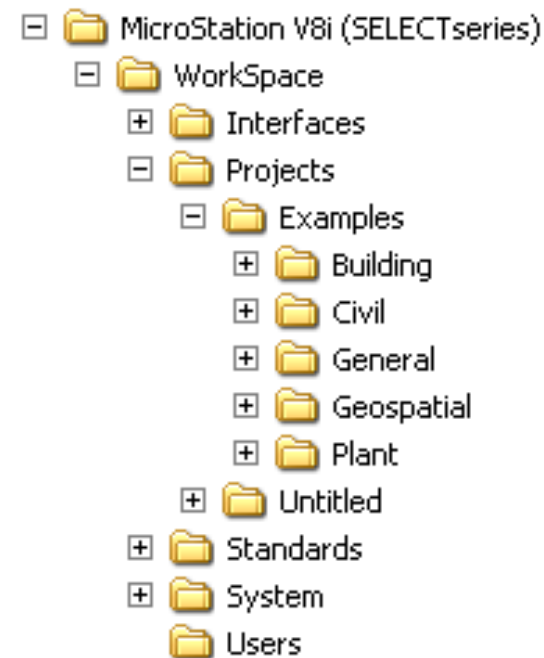 MicroStation V8i (SELECTseries)
WorkSpace
Interfaces
Projects
Examples
Building
Civil
General
Geospatial
Plant
Untitled
Standards
System
Users